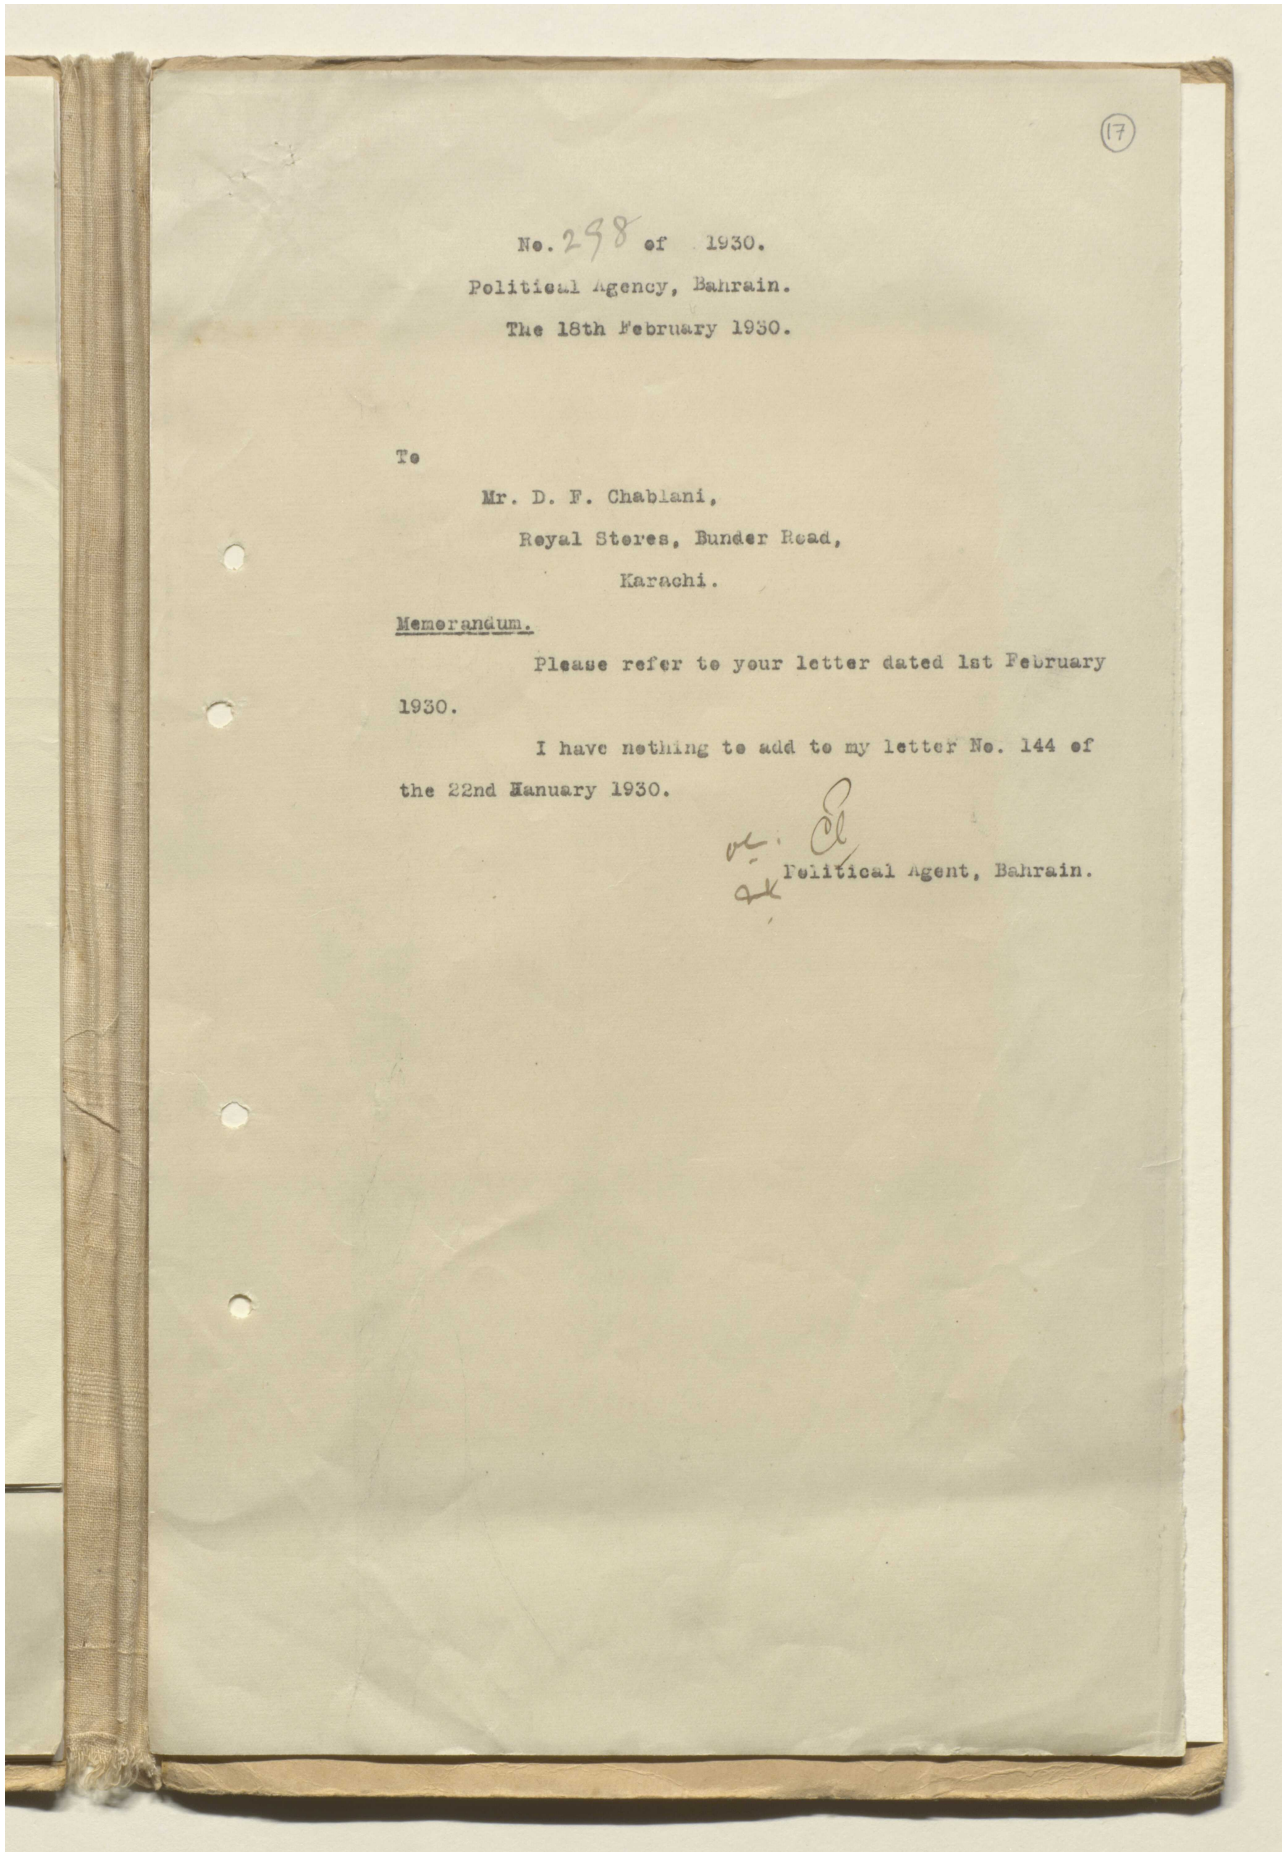 17
No. 298 of 1930.
Political Agency, Bahrain.
The 18th February 1930.
To
Mr. D. F. Chablani,
Royal Stores, Bunder Road,
Karachi.
Memorandum.
Please refer to your letter dated 1st February
1930.
I have nothing to add to my letter No. 144 of
the 22nd Hanuary 1930.
Political Agent, Bahrain.